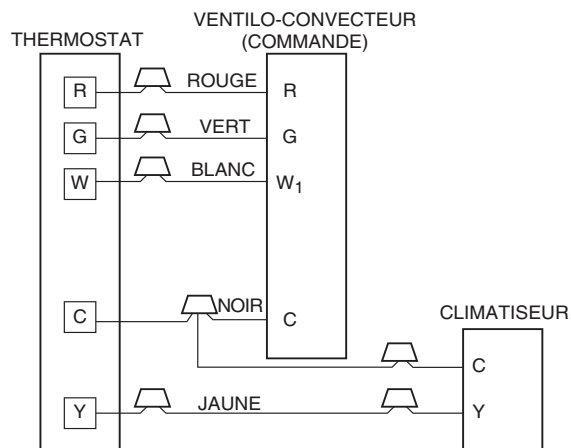 VENTILO-CONVECTEUR
(COMMANDE)
THERMOSTAT
R ROUGE R
G VERT G
W BLANC W₁
C NOIR C
CLIMATISEUR
C
Y JAUNE Y